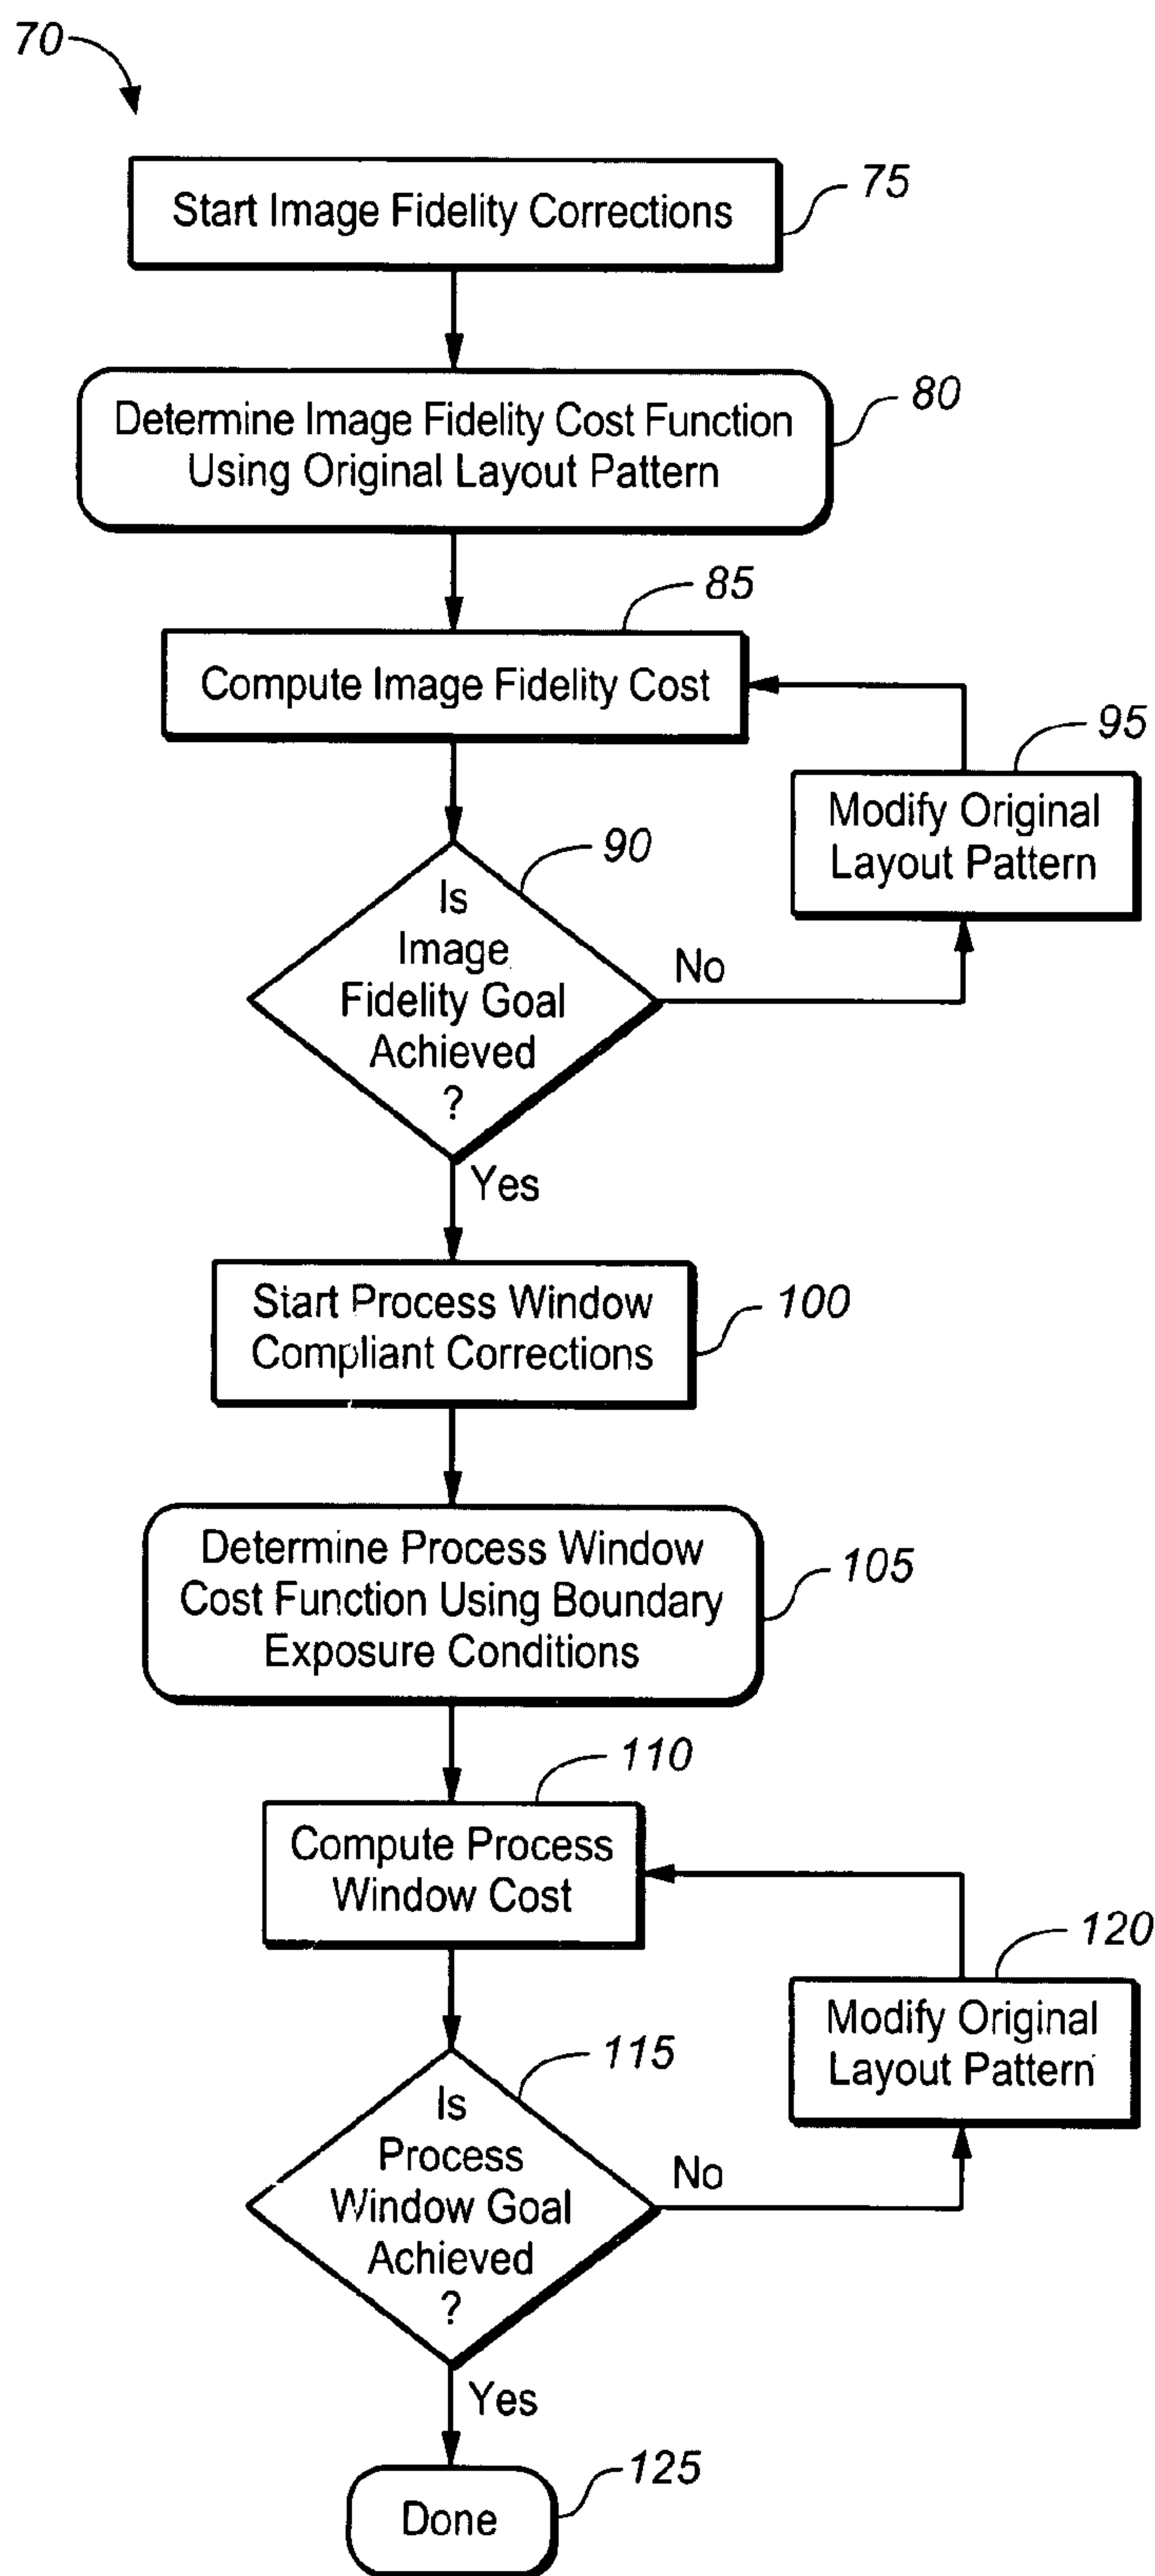 70
Start Image Fidelity Corrections
75
Determine Image Fidelity Cost Function
Using Original Layout Pattern
80
85
Compute Image Fidelity Cost
95
Modify Original
Layout Pattern
90
Is
Image
Fidelity Goal
Achieved
?
No
Yes
Start Process Window
Compliant Corrections
100
Determine Process Window
Cost Function Using Boundary
Exposure Conditions
105
110
Compute Process
Window Cost
120
Modify Original
Layout Pattern
115
Is
Process
Window Goal
Achieved
?
No
Yes
125
Done